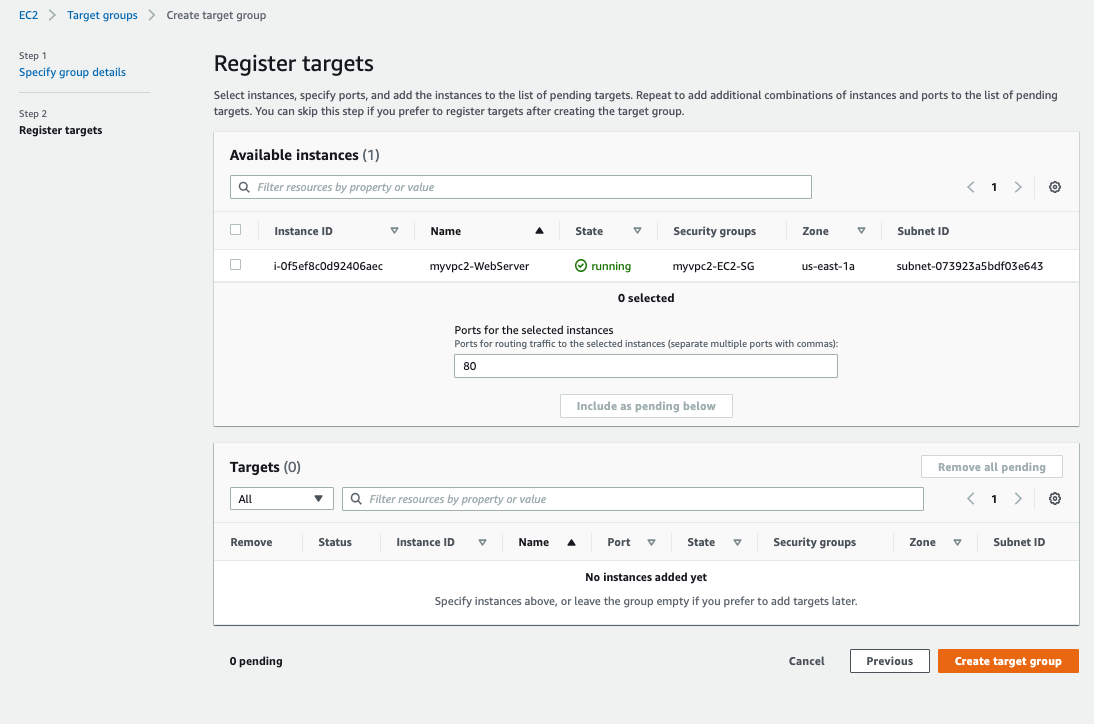 EC2 > Target groups > Create target group
Step 1
Specify group details
Step 2
Register targets
Register targets
Select instances, specify ports, and add the instances to the list of pending targets. Repeat to add additional combinations of instances and ports to the list of pending
targets. You can skip this step if you prefer to register targets after creating the target group.
Available instances (1)
Filter resources by property or value
1
Instance ID Name State Security groups Zone Subnet ID
i-0f5ef8c0d92406aec myvpc2-WebServer running myvpc2-EC2-SG us-east-1a subnet-073923a5bdf03e643
0 selected
Ports for the selected instances
Ports for routing traffic to the selected instances (separate multiple ports with commas):
80
Include as pending below
Targets (0)
Remove all pending
All
Filter resources by property or value
1
Remove Status Instance ID Name Port State Security groups Zone Subnet ID
No instances added yet
Specify instances above, or leave the group empty if you prefer to add targets later.
0 pending
Cancel
Previous
Create target group